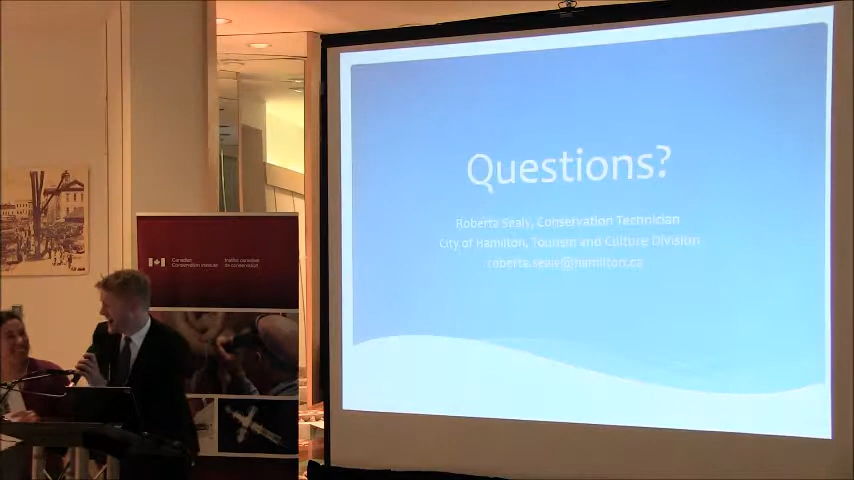 Questions?
Roberta Seals, Conservation Technician
City of Hamilton, Tourism and Culture Division
roberta.seals@hamilton.ca
Canadian Institut canadien
Conservation Institute de conservation